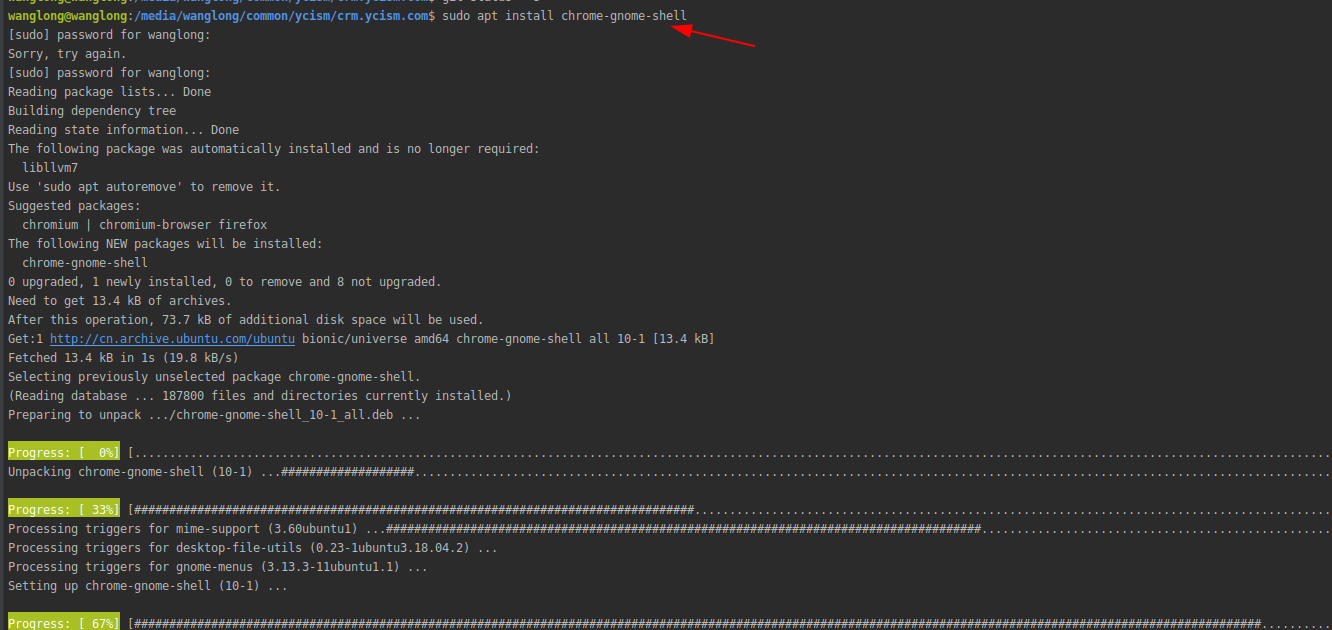 wanglong@wanglong:/media/wanglong/common/ycism/crm.ycism.com$ sudo apt install chrome-gnome-shell
[sudo] password for wanglong:
Sorry, try again.
[sudo] password for wanglong:
Reading package lists... Done
Building dependency tree
Reading state information... Done
The following package was automatically installed and is no longer required:
  libllvm7
Use 'sudo apt autoremove' to remove it.
Suggested packages:
  chromium | chromium-browser firefox
The following NEW packages will be installed:
  chrome-gnome-shell
0 upgraded, 1 newly installed, 0 to remove and 8 not upgraded.
Need to get 13.4 kB of archives.
After this operation, 73.7 kB of additional disk space will be used.
Get:1 http://cn.archive.ubuntu.com/ubuntu bionic/universe amd64 chrome-gnome-shell all 10-1 [13.4 kB]
Fetched 13.4 kB in 1s (19.8 kB/s)
Selecting previously unselected package chrome-gnome-shell.
(Reading database ... 187800 files and directories currently installed.)
Preparing to unpack .../chrome-gnome-shell_10-1_all.deb ...
Progress: [  0%] [..........................................................................................................................................................................
Unpacking chrome-gnome-shell (10-1) ...###################...................................................................................................................................
Progress: [ 33%] [################################################################################...........................................................................................
Processing triggers for mime-support (3.60ubuntu1) ...#####################################################################################..................................................
Processing triggers for desktop-file-utils (0.23-1ubuntu3.18.04.2) ...
Processing triggers for gnome-menus (3.13.3-11ubuntu1.1) ...
Setting up chrome-gnome-shell (10-1) ...
Progress: [ 67%] [#################################################################################################################################################################..........